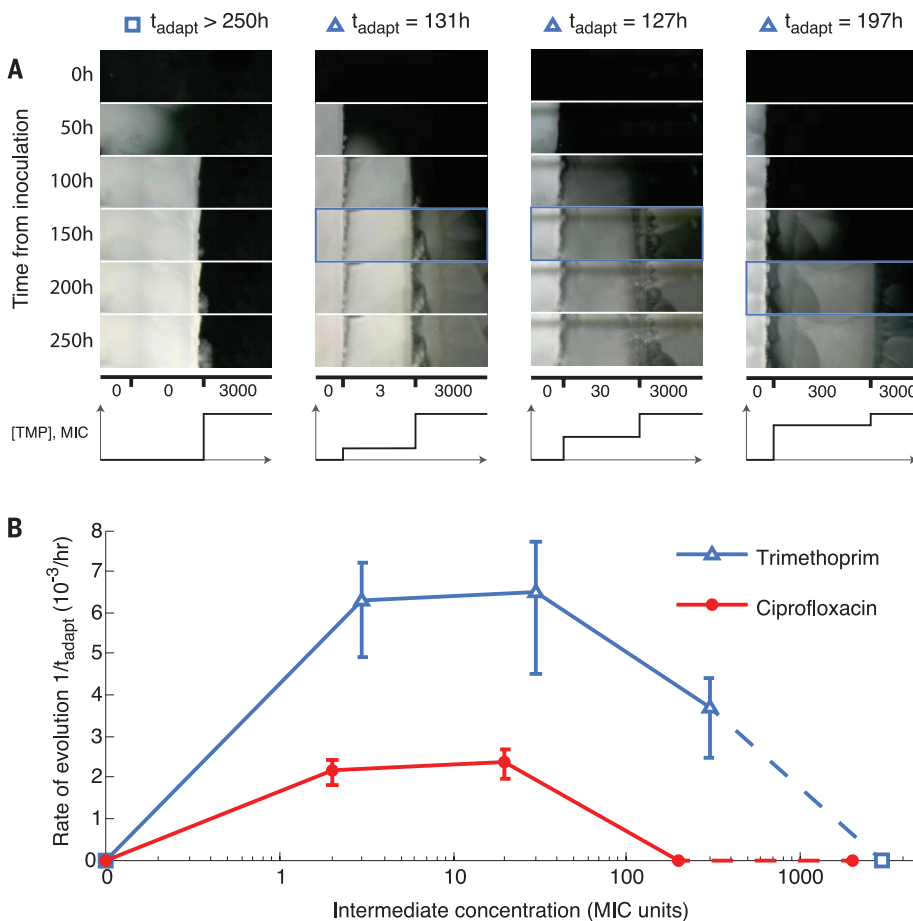 t_adapt > 250h t_adapt = 131h t_adapt = 127h t_adapt = 197h
A
Time from inoculation
0h
50h
100h
150h
200h
250h
0 0 3000 0 3 3000 0 30 3000 0 300 3000
[TMP], MIC
B
Rate of evolution 1/t_adapt (10⁻³/hr)
8
7
6
5
4
3
2
1
0
Trimethoprim
Ciprofloxacin
0 1 10 100 1000
Intermediate concentration (MIC units)